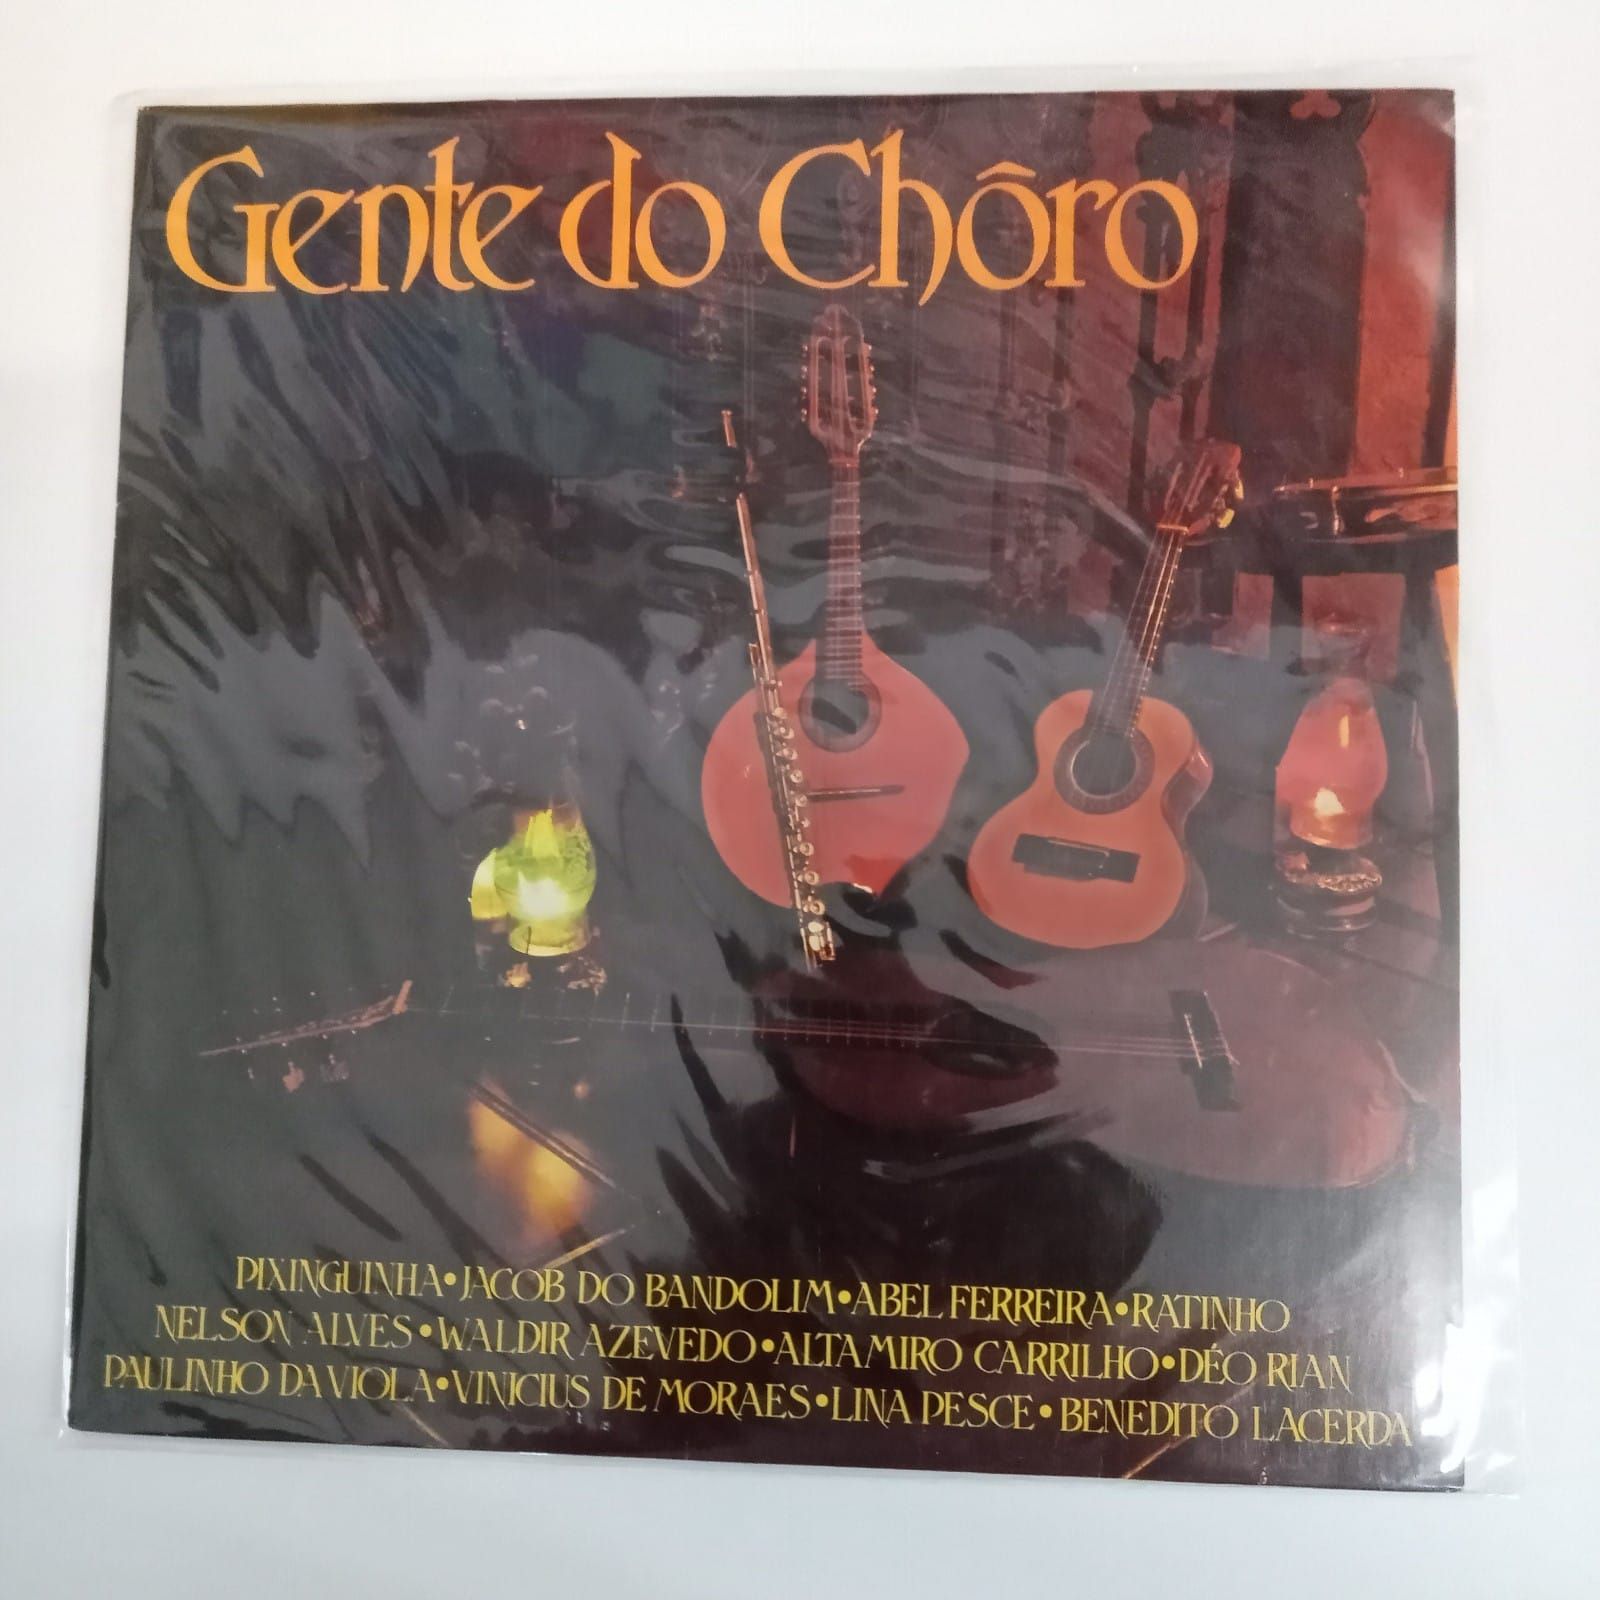 Gente do Chôro
PIXINGUINHA•JACOB DO BANDOLIM•ABEL FERREIRA•RATINHO
NELSON ALVES•WALDIR AZEVEDO•ALTAMIRO CARRILHO•DÉO RIAN
PAULINHO DA VIOLA•VINICIUS DE MORAES•LINA PESCE•BENEDITO LACERDA